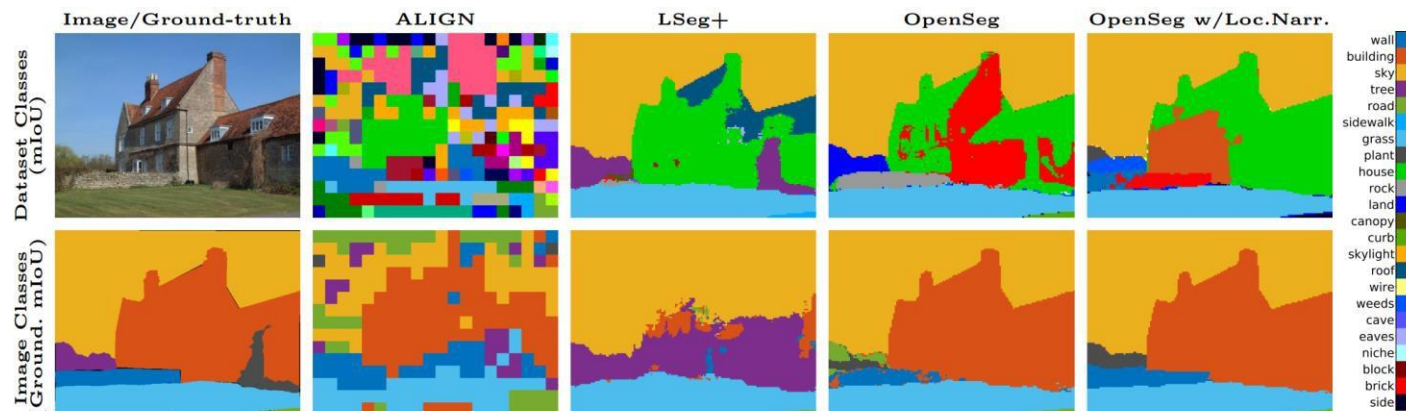 Image/Ground-truth
ALIGN
LSeg+
OpenSeg
OpenSeg w/Loc.Narr.
Dataset Classes
(mIoU)
Image Classes
Ground. mIoU)
wall
building
sky
tree
road
sidewalk
grass
plant
house
rock
land
canopy
curb
skylight
roof
wire
weeds
cave
eaves
niche
block
brick
side